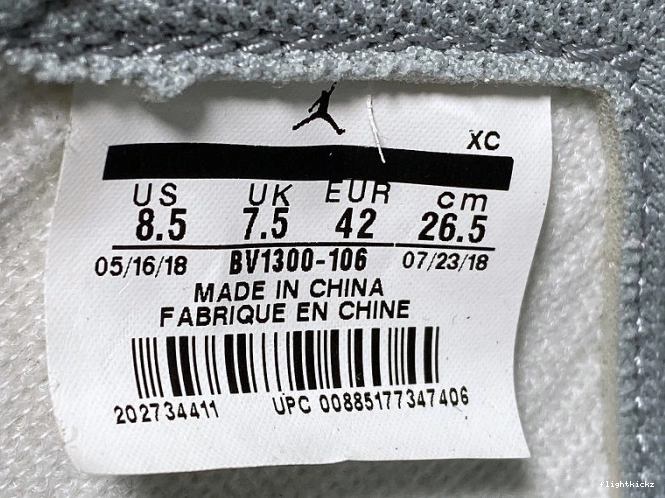 XC
US UK EUR cm
8.5 7.5 42 26.5
05/16/18 BV1300-106 07/23/18
MADE IN CHINA
FABRIQUE EN CHINE
202734411 UPC 00885177347406
flightkickz